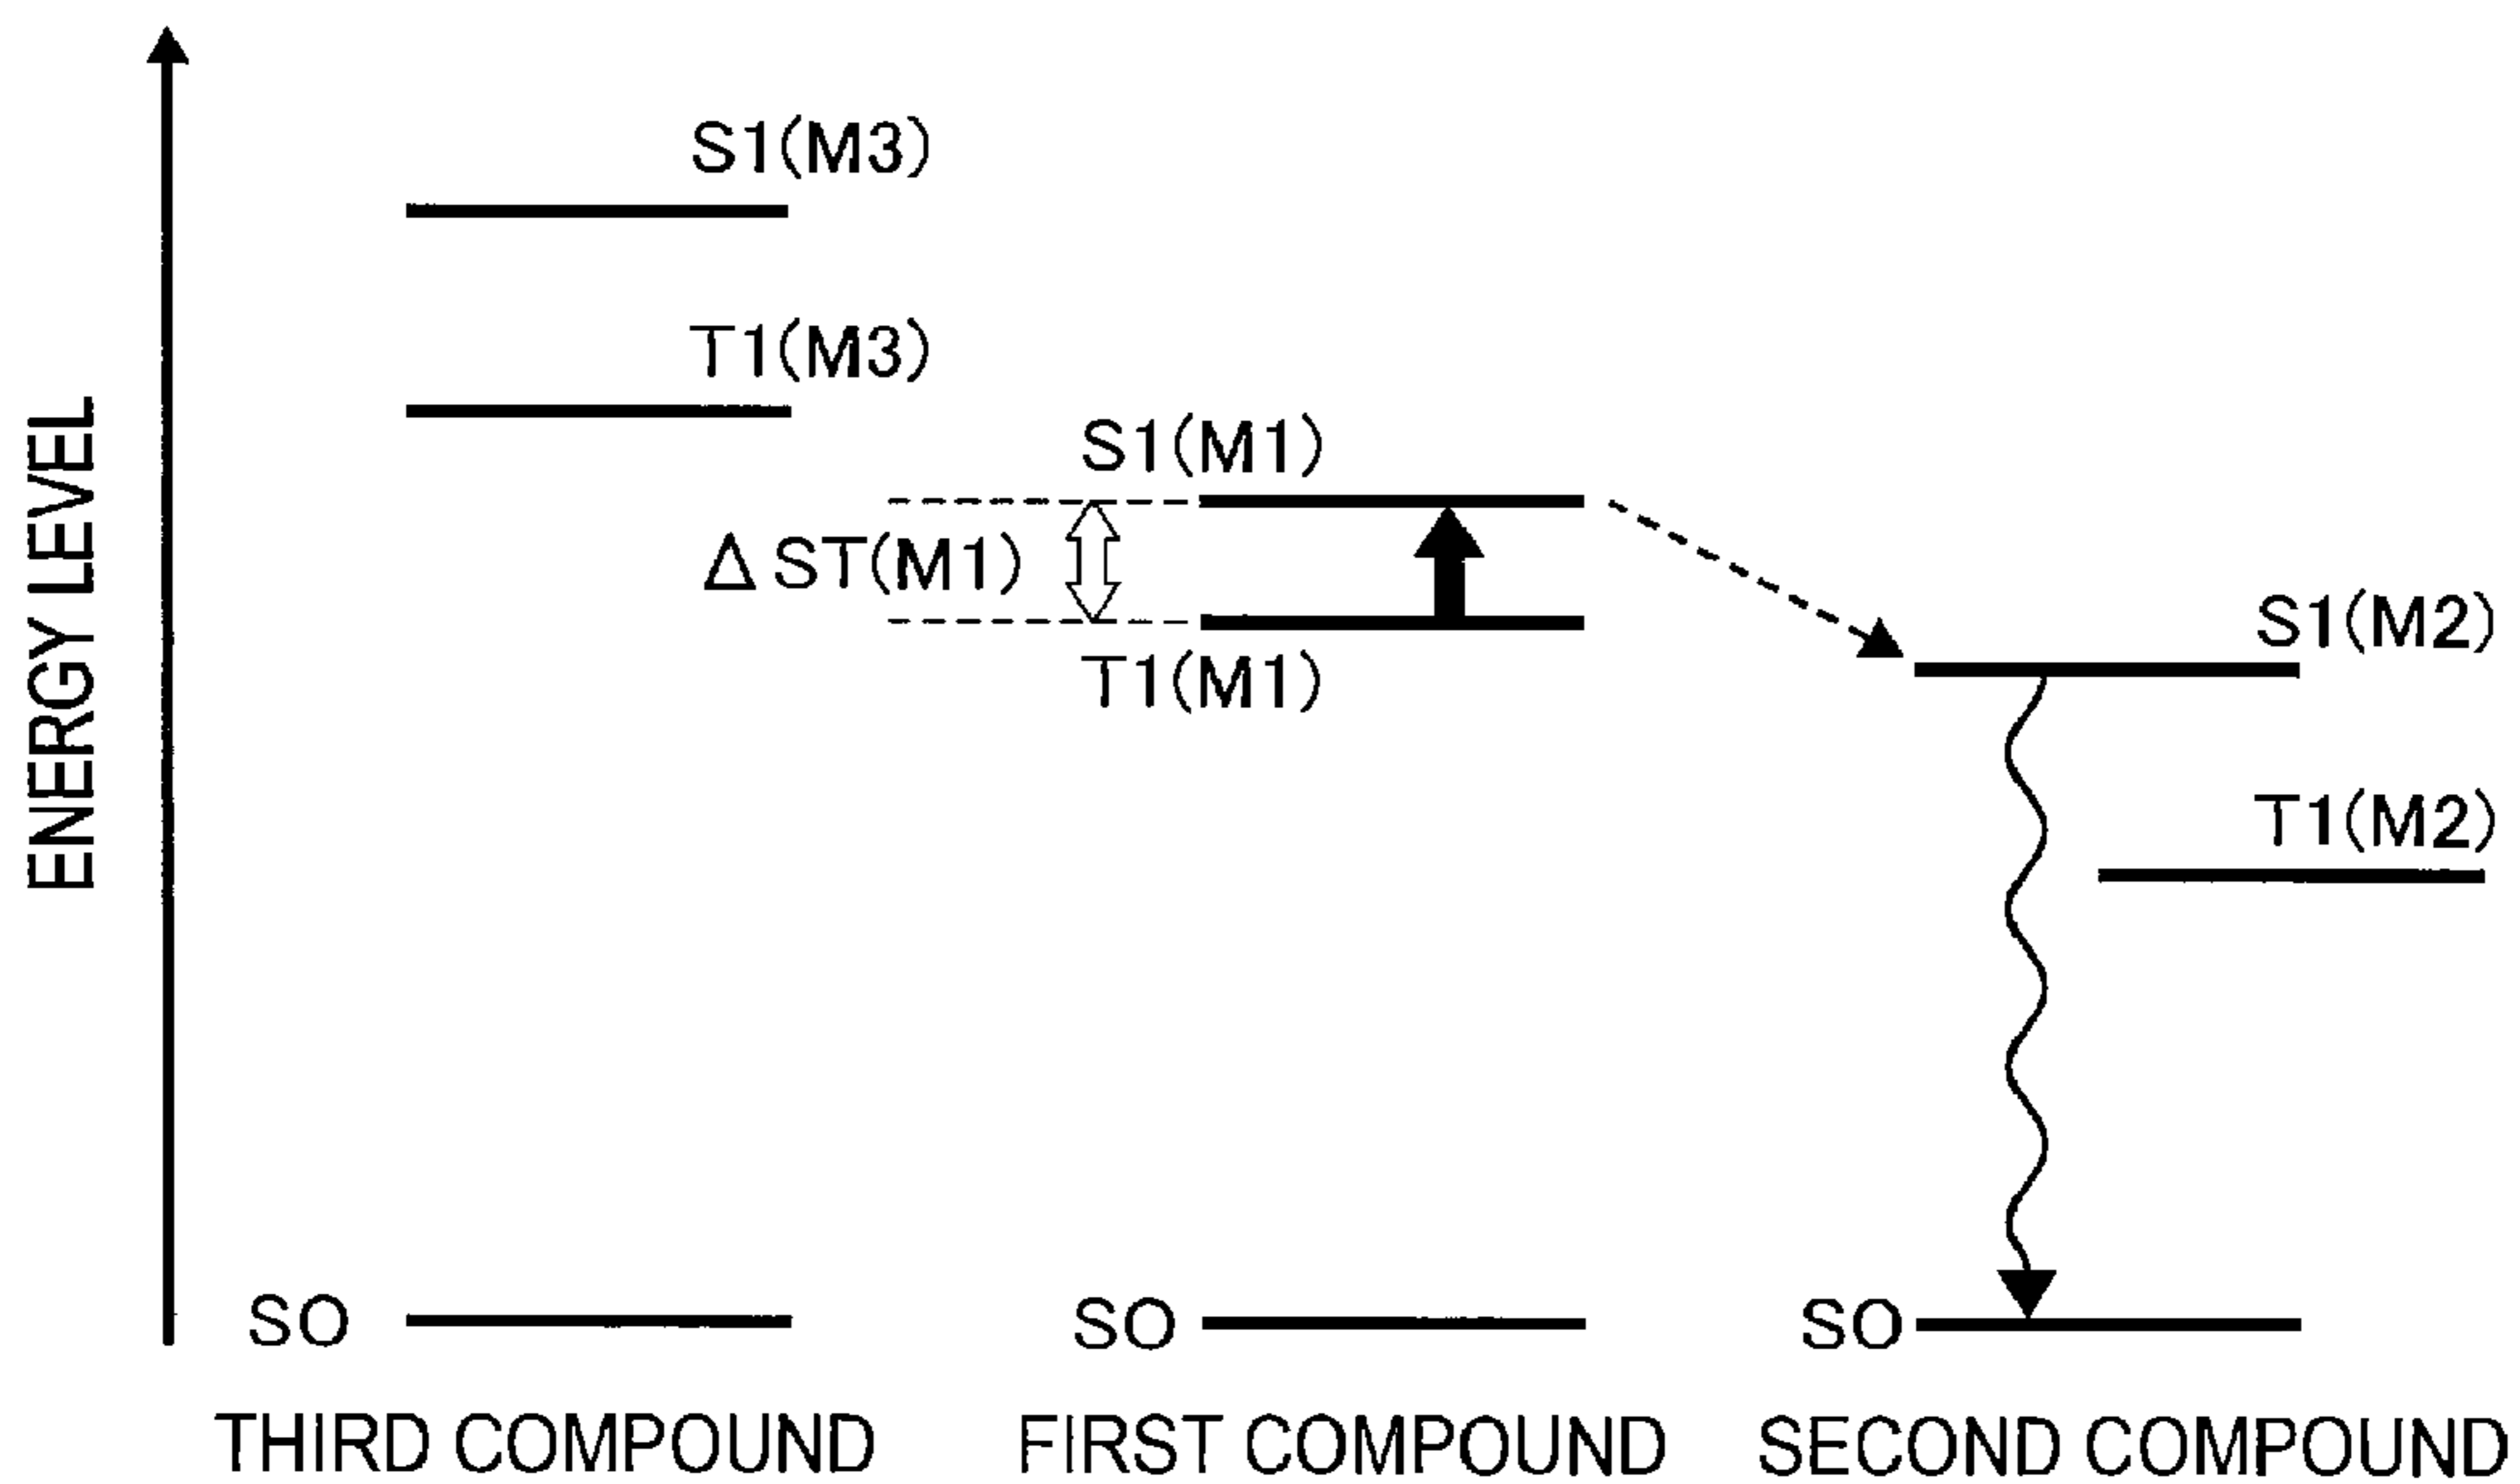 ENERGY LEVEL
S1(M3)
T1(M3)
S1(M1)
ΔST(M1)
T1(M1)
S1(M2)
T1(M2)
SO
SO
SO
THIRD COMPOUND
FIRST COMPOUND
SECOND COMPOUND